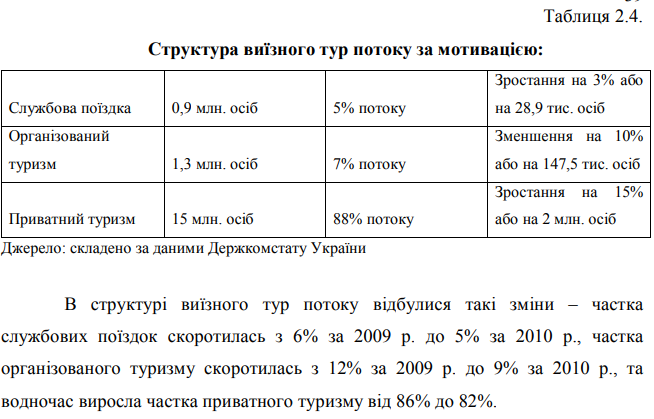 Таблиця 2.4.
Структура виїзного тур потоку за мотивацією:
Службова поїздка 0,9 млн. осіб 5% потоку Зростання на 3% або
на 28,9 тис. осіб
Організований
туризм 1,3 млн. осіб 7% потоку Зменшення на 10%
або на 147,5 тис. осіб
Приватний туризм 15 млн. осіб 88% потоку Зростання на 15%
або на 2 млн. осіб
Джерело: складено за даними Держкомстату України
В структурі виїзного тур потоку відбулися такі зміни – частка
службових поїздок скоротилась з 6% за 2009 р. до 5% за 2010 р., частка
організованого туризму скоротилась з 12% за 2009 р. до 9% за 2010 р., та
водночас виросла частка приватного туризму від 86% до 82%.